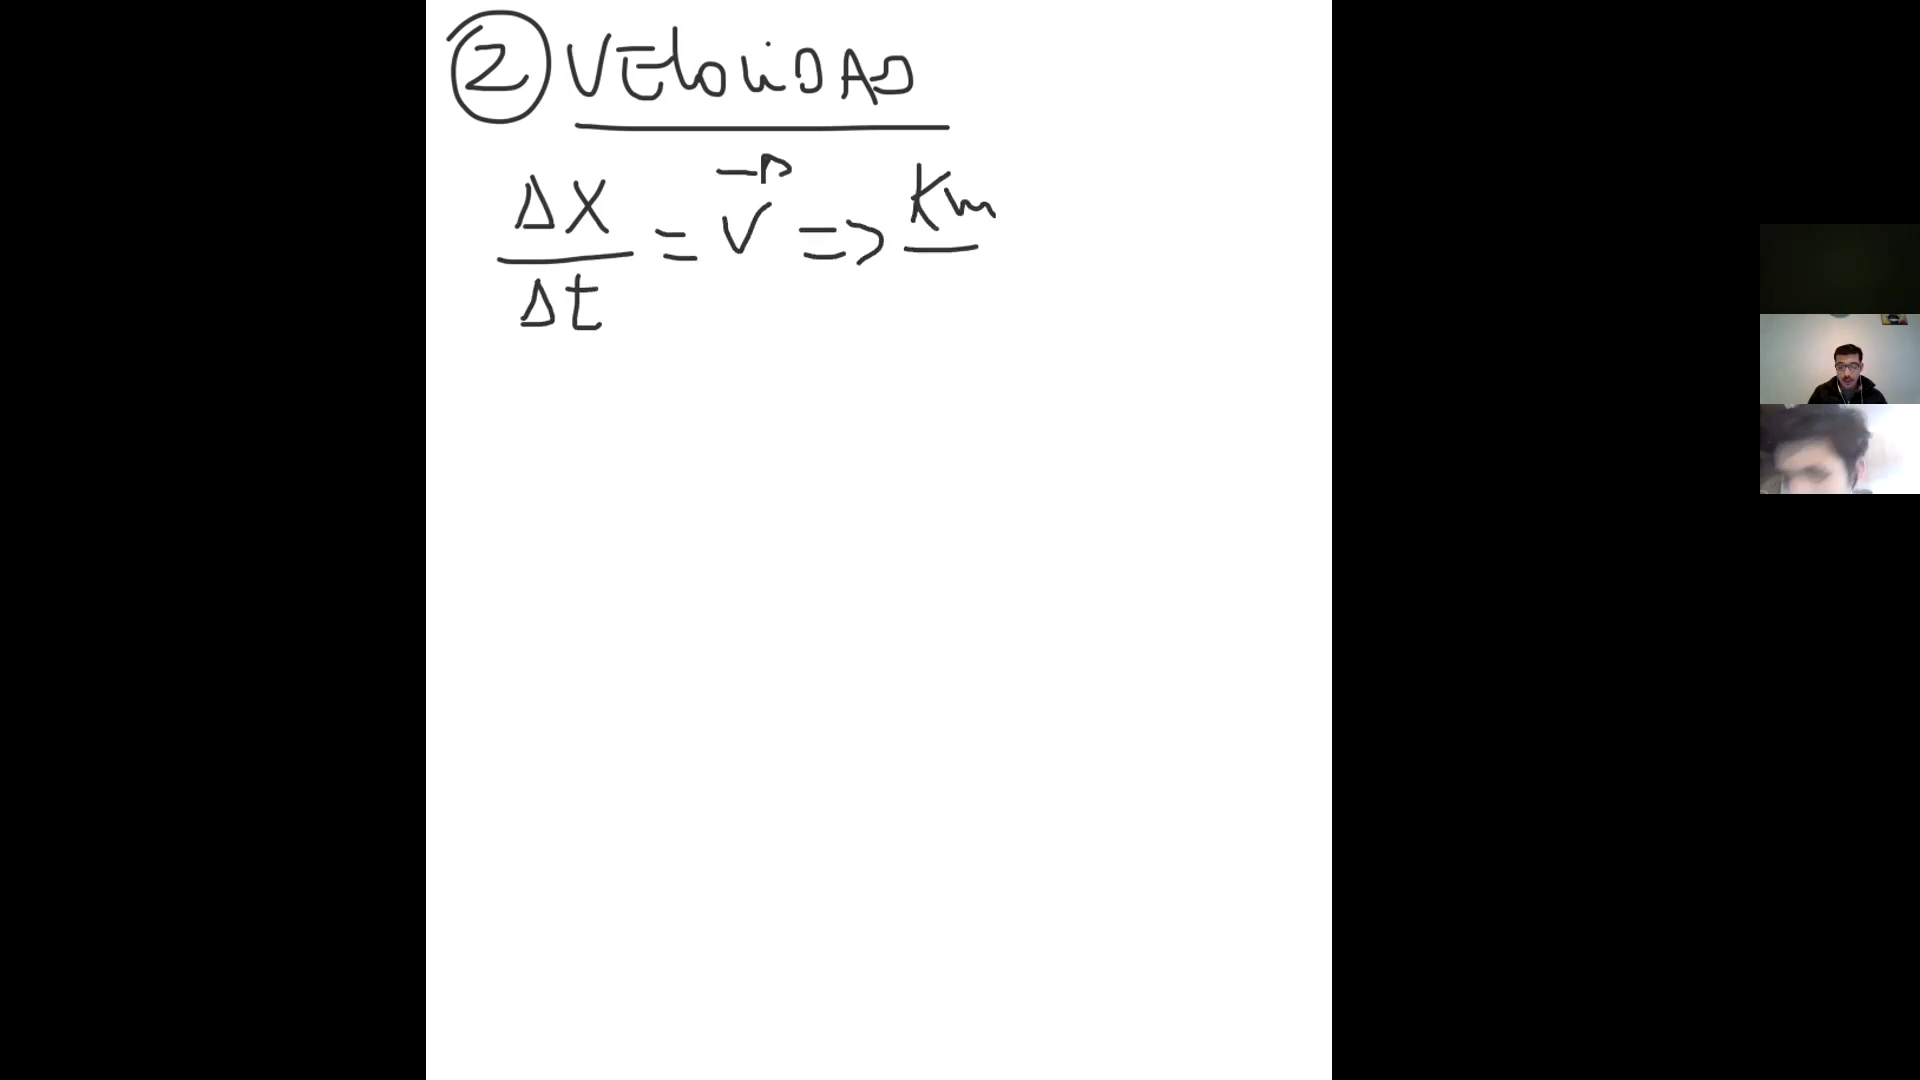 ② VElociDAD
Δx/Δt = v⃗ => Km/